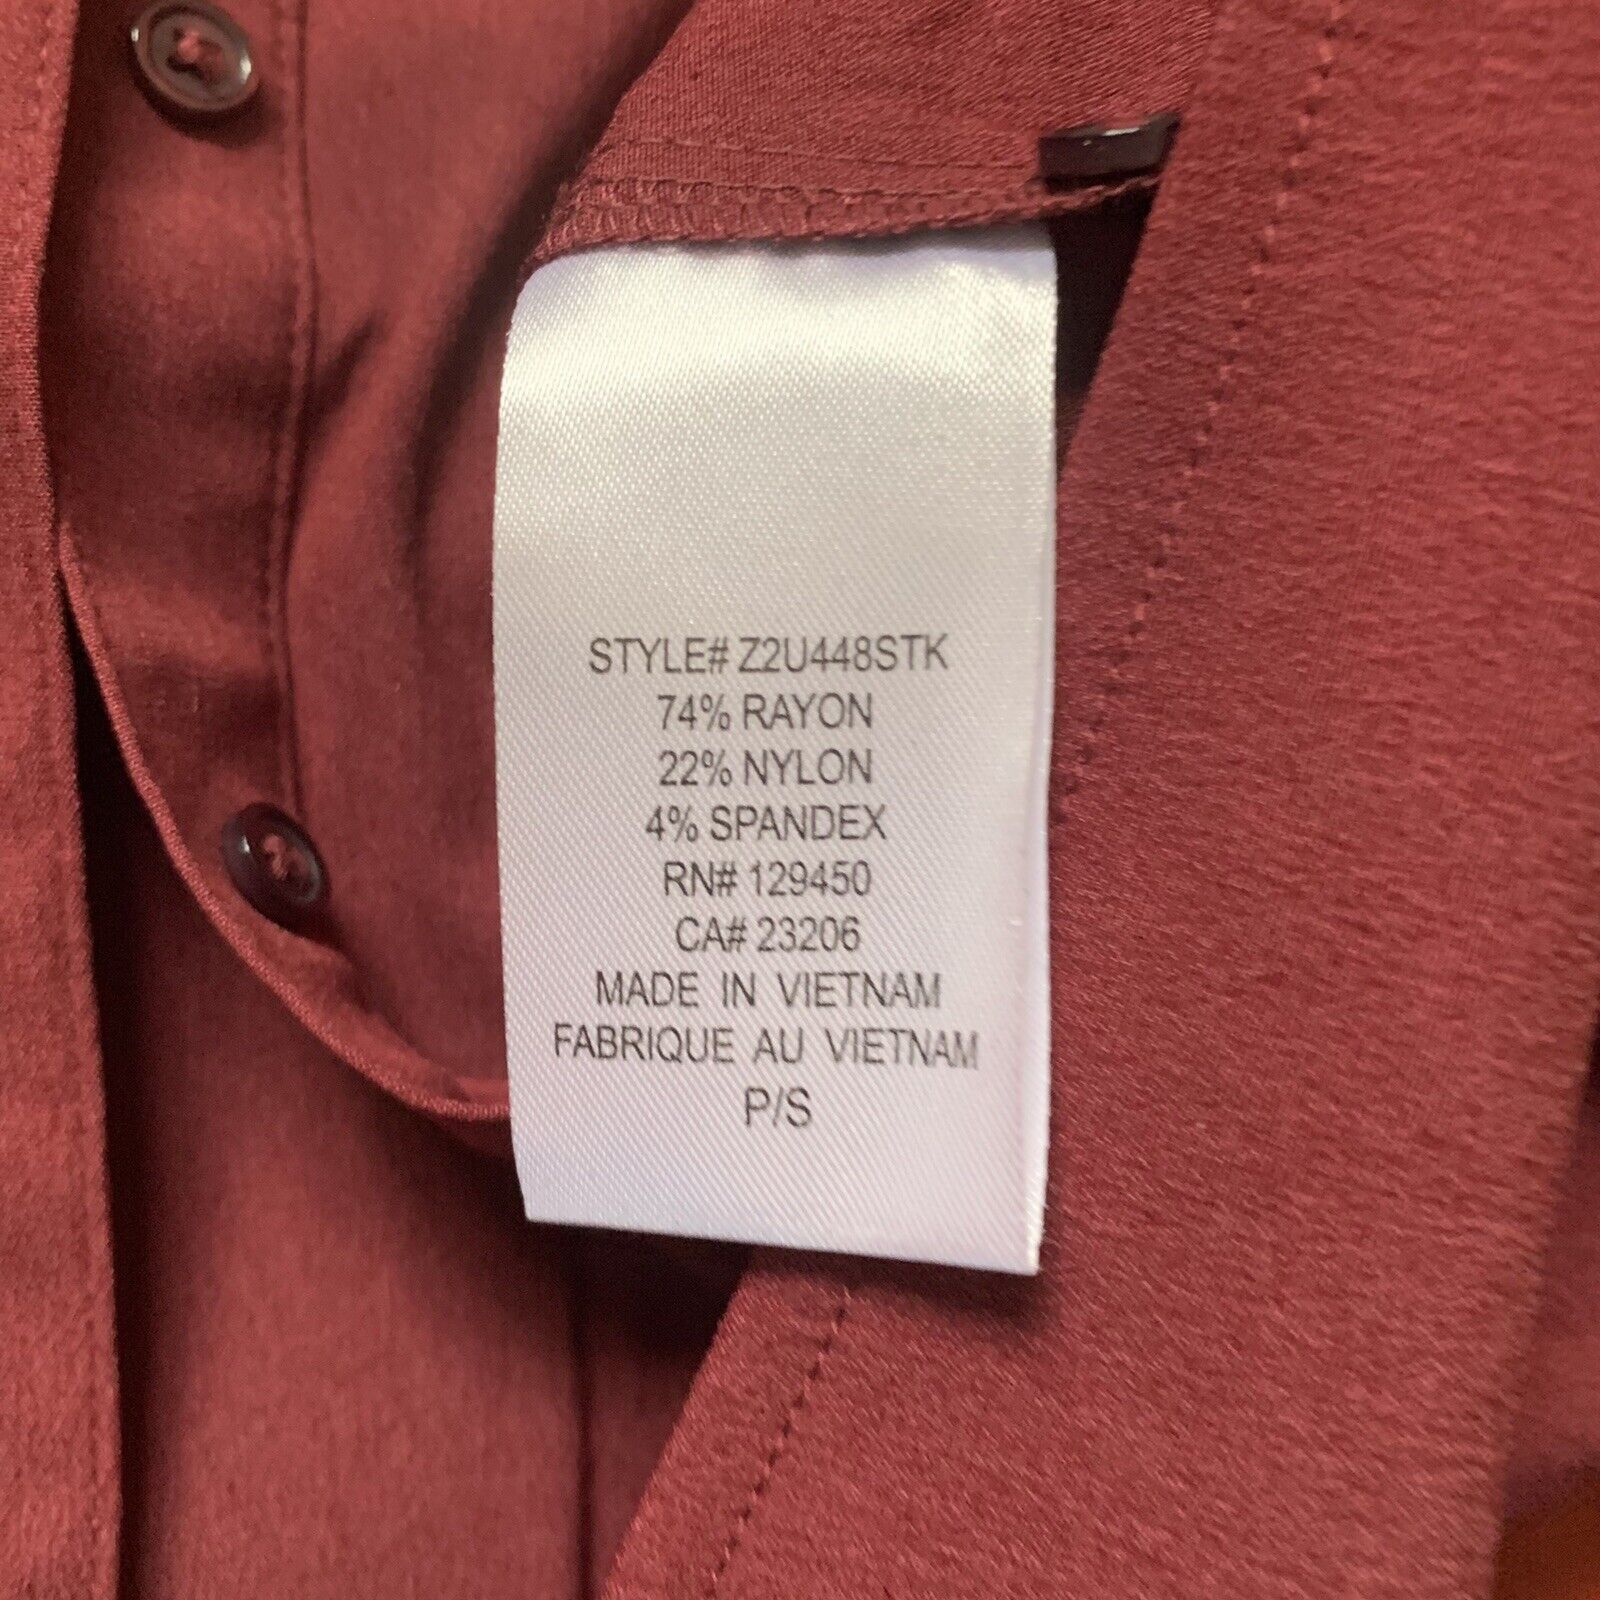 STYLE# Z2U448STK
74% RAYON
22% NYLON
4% SPANDEX
RN# 129450
CA# 23206
MADE IN VIETNAM
FABRIQUE AU VIETNAM
P/S